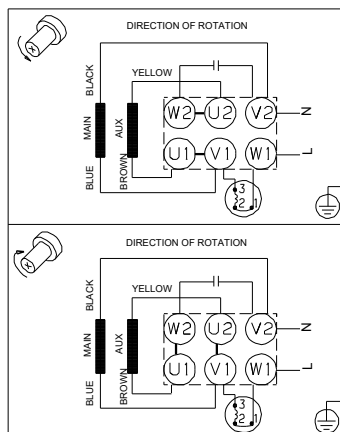 DIRECTION OF ROTATION
BLACK
YELLOW
MAIN
AUX
W2 U2 V2
N
U1 V1 W1
L
BLUE
BROWN
3
2 1
DIRECTION OF ROTATION
BLACK
YELLOW
MAIN
AUX
W2 U2 V2
N
U1 V1 W1
L
BLUE
BROWN
3
2 1